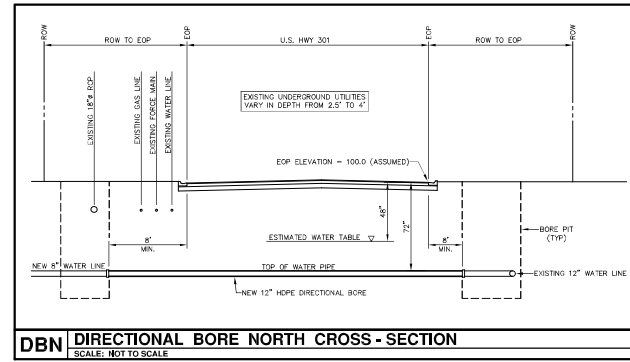 ROW
ROW TO EOP
EOP
U.S. HWY 301
EOP
ROW TO EOP
ROW
EXISTING 18"ø RCP
EXISTING GAS LINE
EXISTING FORCE MAIN
EXISTING WATER LINE
EXISTING UNDERGROUND UTILITIES
VARY IN DEPTH FROM 2.5' TO 4'
EOP ELEVATION = 100.0 (ASSUMED)
48"
72"
8'
MIN.
ESTIMATED WATER TABLE
8'
MIN.
BORE PIT
(TYP)
NEW 8" WATER LINE
TOP OF WATER PIPE
EXISTING 12" WATER LINE
NEW 12" HDPE DIRECTIONAL BORE
DBN
DIRECTIONAL BORE NORTH CROSS - SECTION
SCALE: NOT TO SCALE